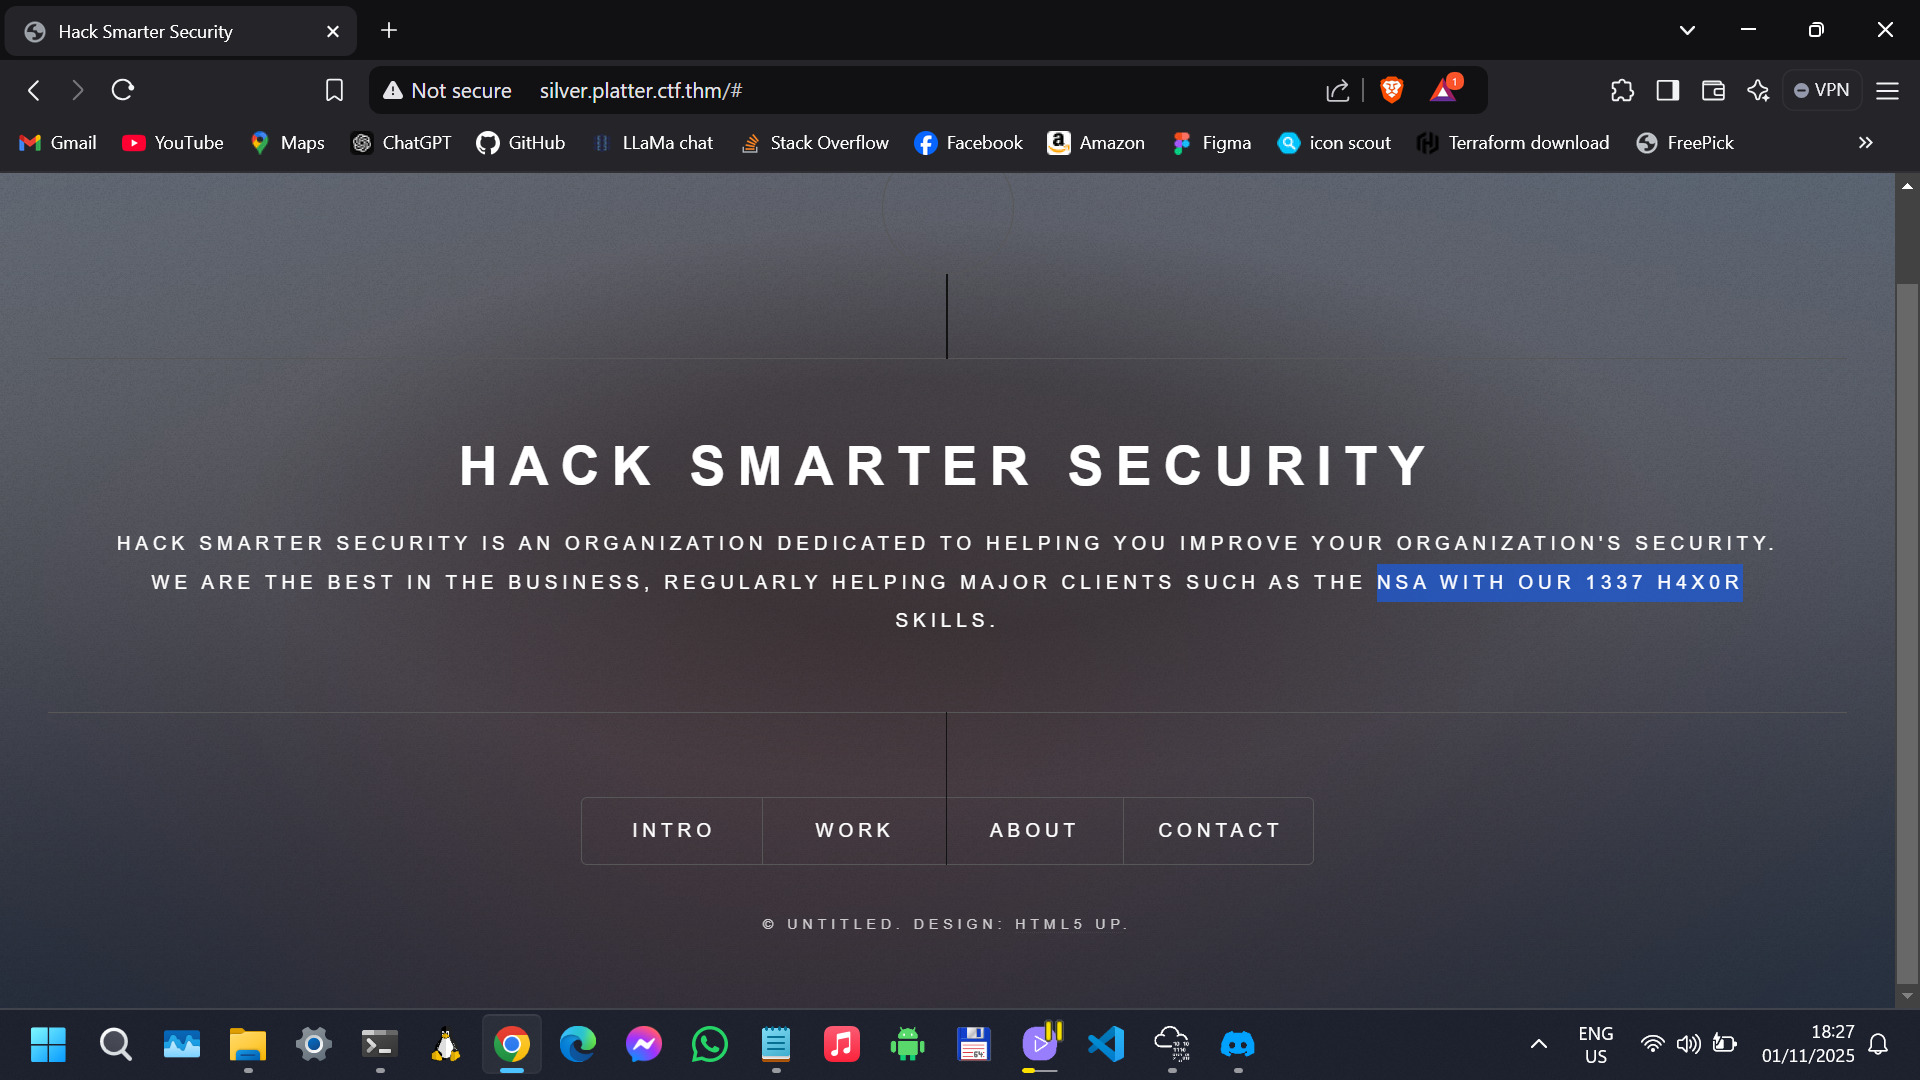 Hack Smarter Security
Not secure silver.platter.ctf.thm/# 1 VPN
Gmail YouTube Maps ChatGPT GitHub LLaMa chat Stack Overflow Facebook Amazon Figma icon scout Terraform download FreePick
HACK SMARTER SECURITY
HACK SMARTER SECURITY IS AN ORGANIZATION DEDICATED TO HELPING YOU IMPROVE YOUR ORGANIZATION'S SECURITY.
WE ARE THE BEST IN THE BUSINESS, REGULARLY HELPING MAJOR CLIENTS SUCH AS THE NSA WITH OUR 1337 H4X0R
SKILLS.
INTRO WORK ABOUT CONTACT
© UNTITLED. DESIGN: HTML5 UP.
ENG 18:27
US 01/11/2025